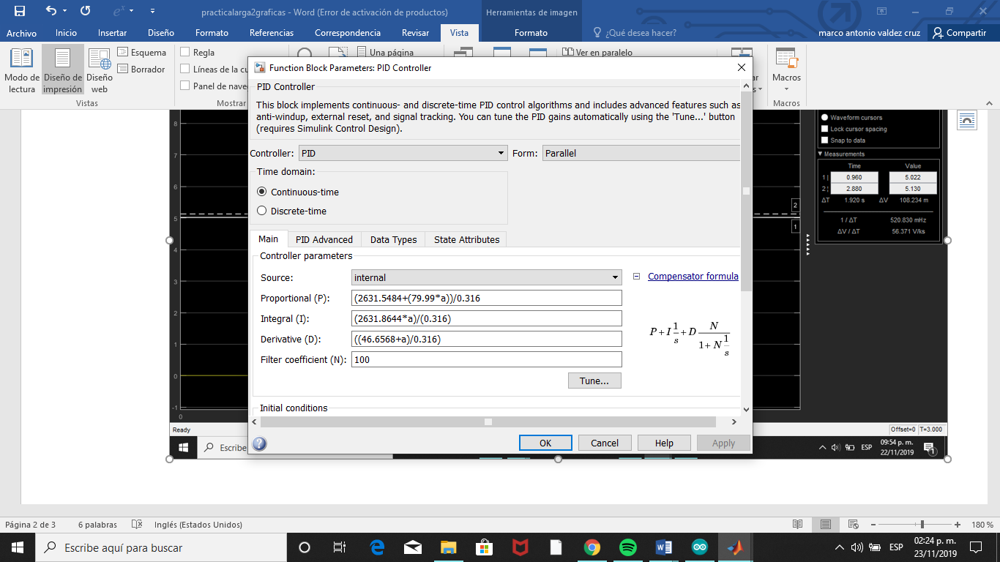 practicalarga2graficas - Word (Error de activación de productos)
Herramientas de imagen
Archivo Inicio Insertar Diseño Formato Referencias Correspondencia Revisar Vista Formato ¿Qué desea hacer? marco antonio valdez cruz Compartir
Modo de lectura
Diseño de impresión
Diseño web
Esquema
Borrador
Vistas
Regla
Líneas de la cu
Panel de nave
Mostrar
Una página
Ver en paralelo
Macros
Macros
Function Block Parameters: PID Controller
PID Controller
This block implements continuous- and discrete-time PID control algorithms and includes advanced features such as
anti-windup, external reset, and signal tracking. You can tune the PID gains automatically using the 'Tune...' button
(requires Simulink Control Design).
Controller: PID Form: Parallel
Time domain:
Continuous-time
Discrete-time
Main PID Advanced Data Types State Attributes
Controller parameters
Source: internal
Compensator formula
Proportional (P): (2631.5484+(79.99*a))/0.316
Integral (I): (2631.8644*a)/(0.316)
Derivative (D): ((46.6568+a)/0.316)
Filter coefficient (N): 100
P + I 1/s + D N/(1 + N 1/s)
Tune...
Initial conditions
OK Cancel Help Apply
8
7
6
5
4
3
2
1
0
-1
0
2
1
Waveform cursors
Lock cursor spacing
Snap to data
Measurements
Time Value
1 | 0.960 5.022
2 ¦ 2.880 5.130
ΔT 1.920 s ΔV 108.234 m
1 / ΔT 520.830 mHz
ΔV / ΔT 56.371 V/ks
Ready
Offset=0 T=3.000
Escribe
ESP 09:54 p. m.
22/11/2019
1
Página 2 de 3 6 palabras Inglés (Estados Unidos) 180 %
Escribe aquí para buscar
ESP 02:24 p. m.
23/11/2019